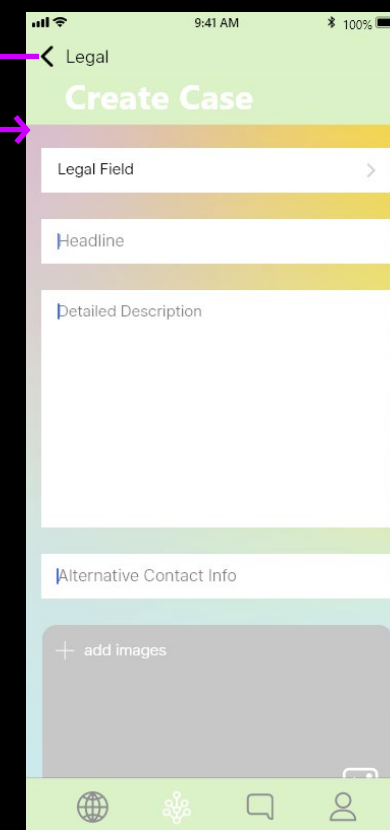 9:41 AM
100%
Legal
Create Case
Legal Field
Headline
Detailed Description
Alternative Contact Info
add images